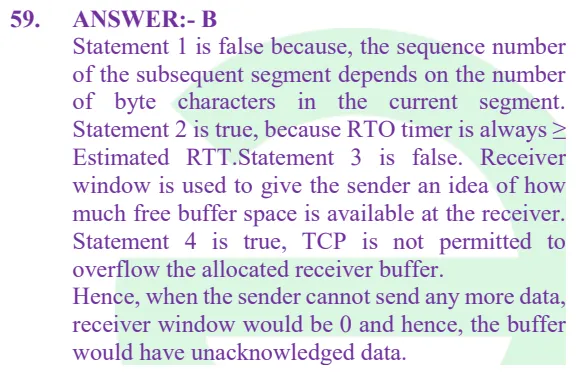 59. ANSWER:- B
Statement 1 is false because, the sequence number
of the subsequent segment depends on the number
of byte characters in the current segment.
Statement 2 is true, because RTO timer is always ≥
Estimated RTT.Statement 3 is false. Receiver
window is used to give the sender an idea of how
much free buffer space is available at the receiver.
Statement 4 is true, TCP is not permitted to
overflow the allocated receiver buffer.
Hence, when the sender cannot send any more data,
receiver window would be 0 and hence, the buffer
would have unacknowledged data.